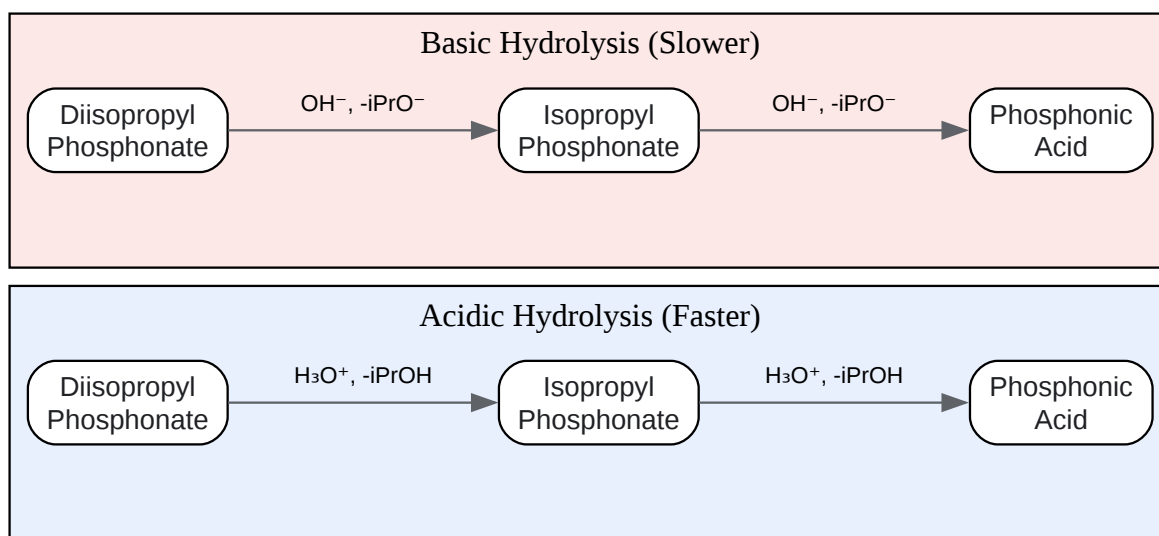 Basic Hydrolysis (Slower)
Diisopropyl
Phosphonate
OH⁻, -iPrO⁻
Isopropyl
Phosphonate
OH⁻, -iPrO⁻
Phosphonic
Acid
Acidic Hydrolysis (Faster)
Diisopropyl
Phosphonate
H₃O⁺, -iPrOH
Isopropyl
Phosphonate
H₃O⁺, -iPrOH
Phosphonic
Acid